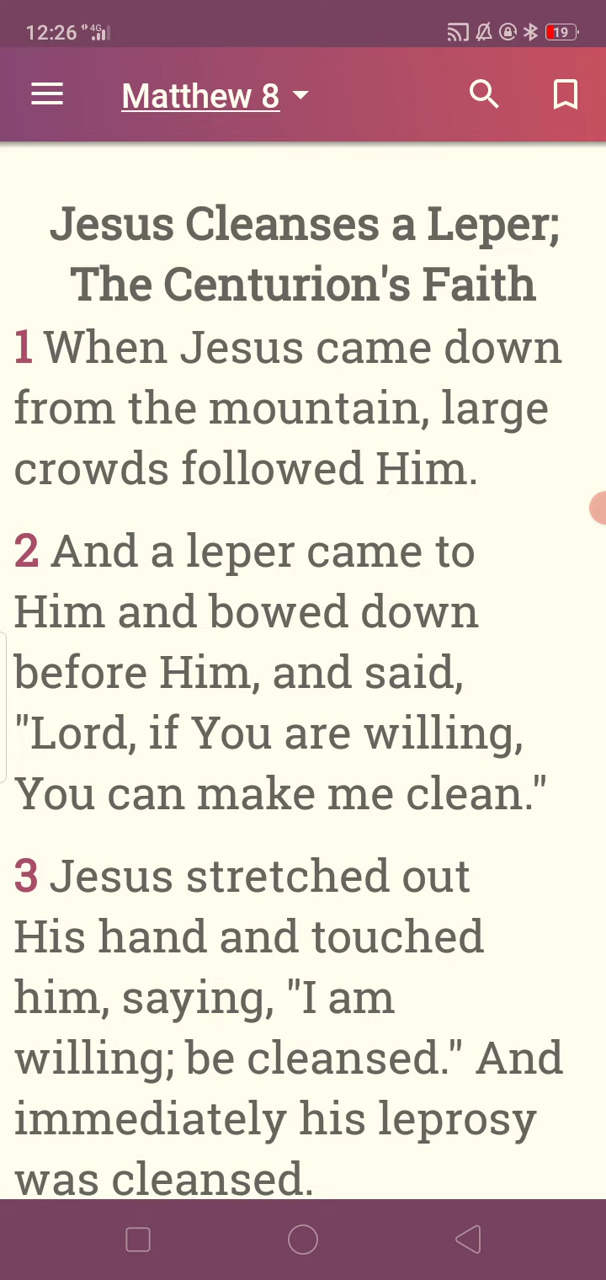 12:26 4G 19
Matthew 8
Jesus Cleanses a Leper;
The Centurion's Faith
1 When Jesus came down
from the mountain, large
crowds followed Him.
2 And a leper came to
Him and bowed down
before Him, and said,
"Lord, if You are willing,
You can make me clean."
3 Jesus stretched out
His hand and touched
him, saying, "I am
willing; be cleansed." And
immediately his leprosy
was cleansed.